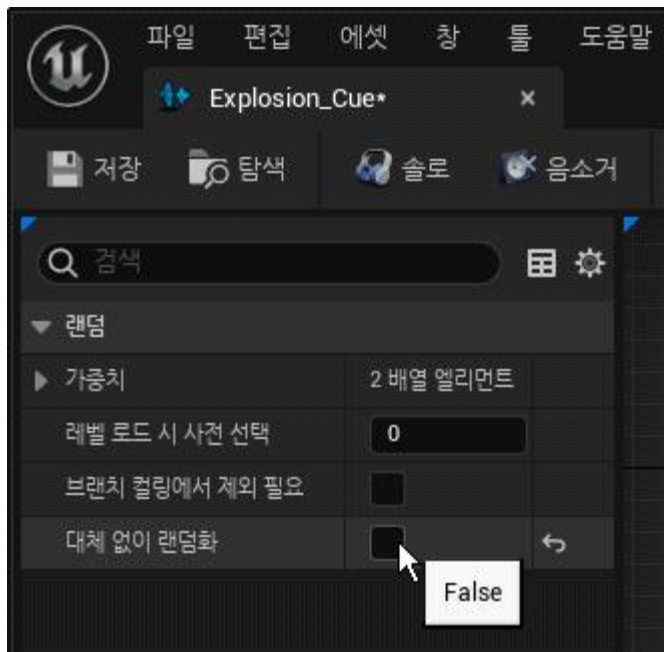 파일 편집 에셋 창 툴 도움말
Explosion_Cue*
저장 탐색 솔로 음소거
검색
랜덤
가중치 2 배열 엘리먼트
레벨 로드 시 사전 선택 0
브랜치 컬링에서 제외 필요
대체 없이 랜덤화
False